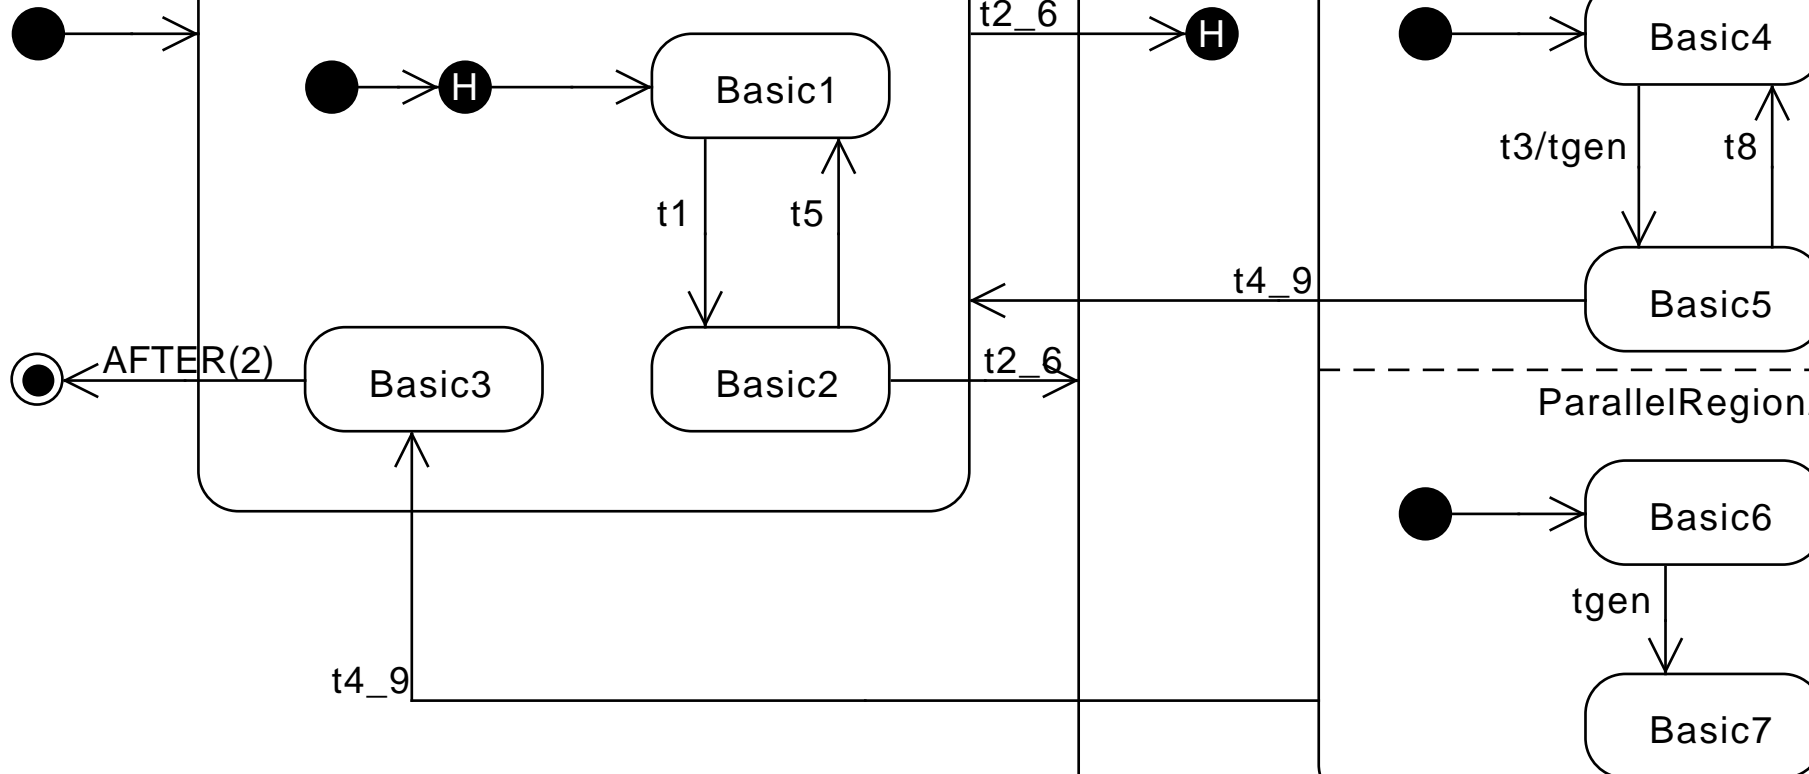 t2_6
H
Basic4
H
Basic1
t3/tgen
t8
t1
t5
t4_9
Basic5
AFTER(2)
t2_6
Basic3
Basic2
ParallelRegion
Basic6
tgen
t4_9
Basic7